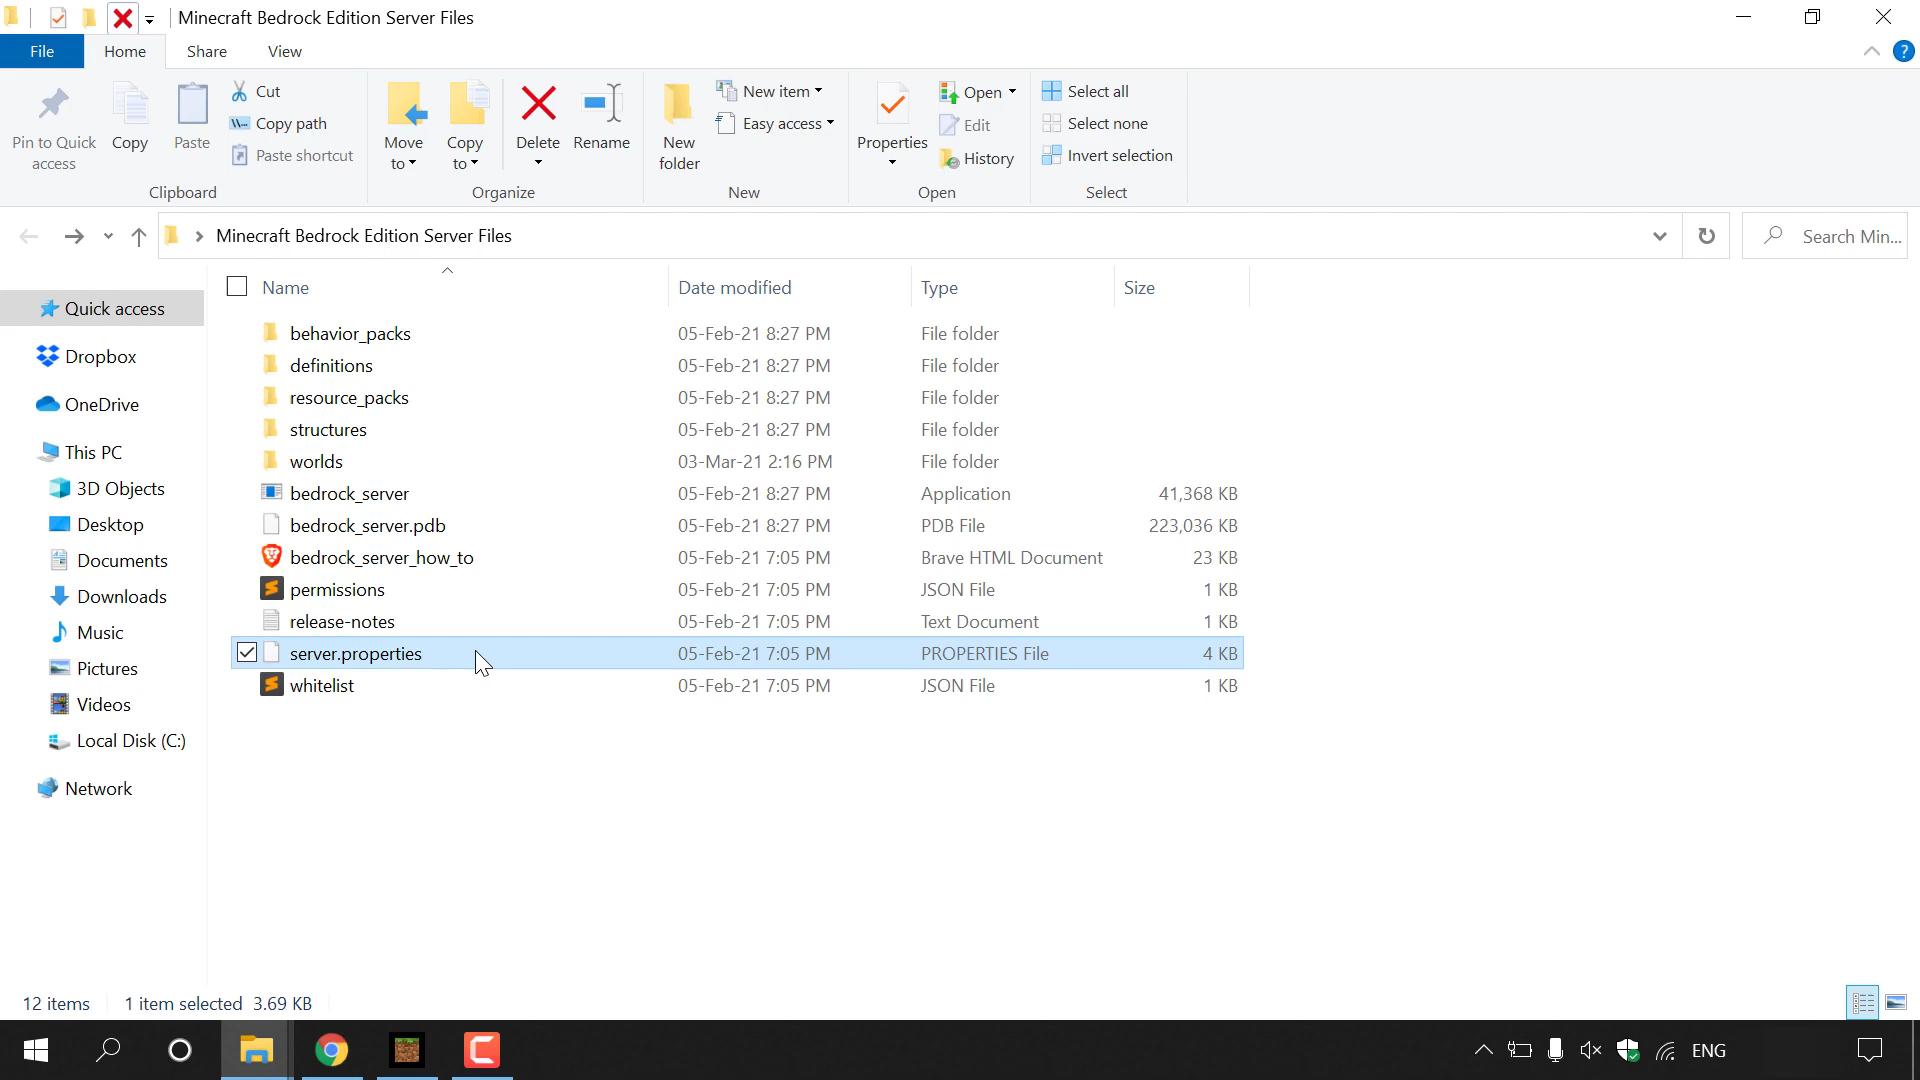 Minecraft Bedrock Edition Server Files
File Home Share View
Pin to Quick access
Copy
Paste
Cut
Copy path
Paste shortcut
Clipboard
Move to
Copy to
Delete
Rename
Organize
New folder
New item
Easy access
New
Properties
Open
Edit
History
Open
Select all
Select none
Invert selection
Select
Minecraft Bedrock Edition Server Files
Search Min...
Quick access
Dropbox
OneDrive
This PC
3D Objects
Desktop
Documents
Downloads
Music
Pictures
Videos
Local Disk (C:)
Network
Name Date modified Type Size
behavior_packs 05-Feb-21 8:27 PM File folder
definitions 05-Feb-21 8:27 PM File folder
resource_packs 05-Feb-21 8:27 PM File folder
structures 05-Feb-21 8:27 PM File folder
worlds 03-Mar-21 2:16 PM File folder
bedrock_server 05-Feb-21 8:27 PM Application 41,368 KB
bedrock_server.pdb 05-Feb-21 8:27 PM PDB File 223,036 KB
bedrock_server_how_to 05-Feb-21 7:05 PM Brave HTML Document 23 KB
permissions 05-Feb-21 7:05 PM JSON File 1 KB
release-notes 05-Feb-21 7:05 PM Text Document 1 KB
server.properties 05-Feb-21 7:05 PM PROPERTIES File 4 KB
whitelist 05-Feb-21 7:05 PM JSON File 1 KB
12 items 1 item selected 3.69 KB
ENG